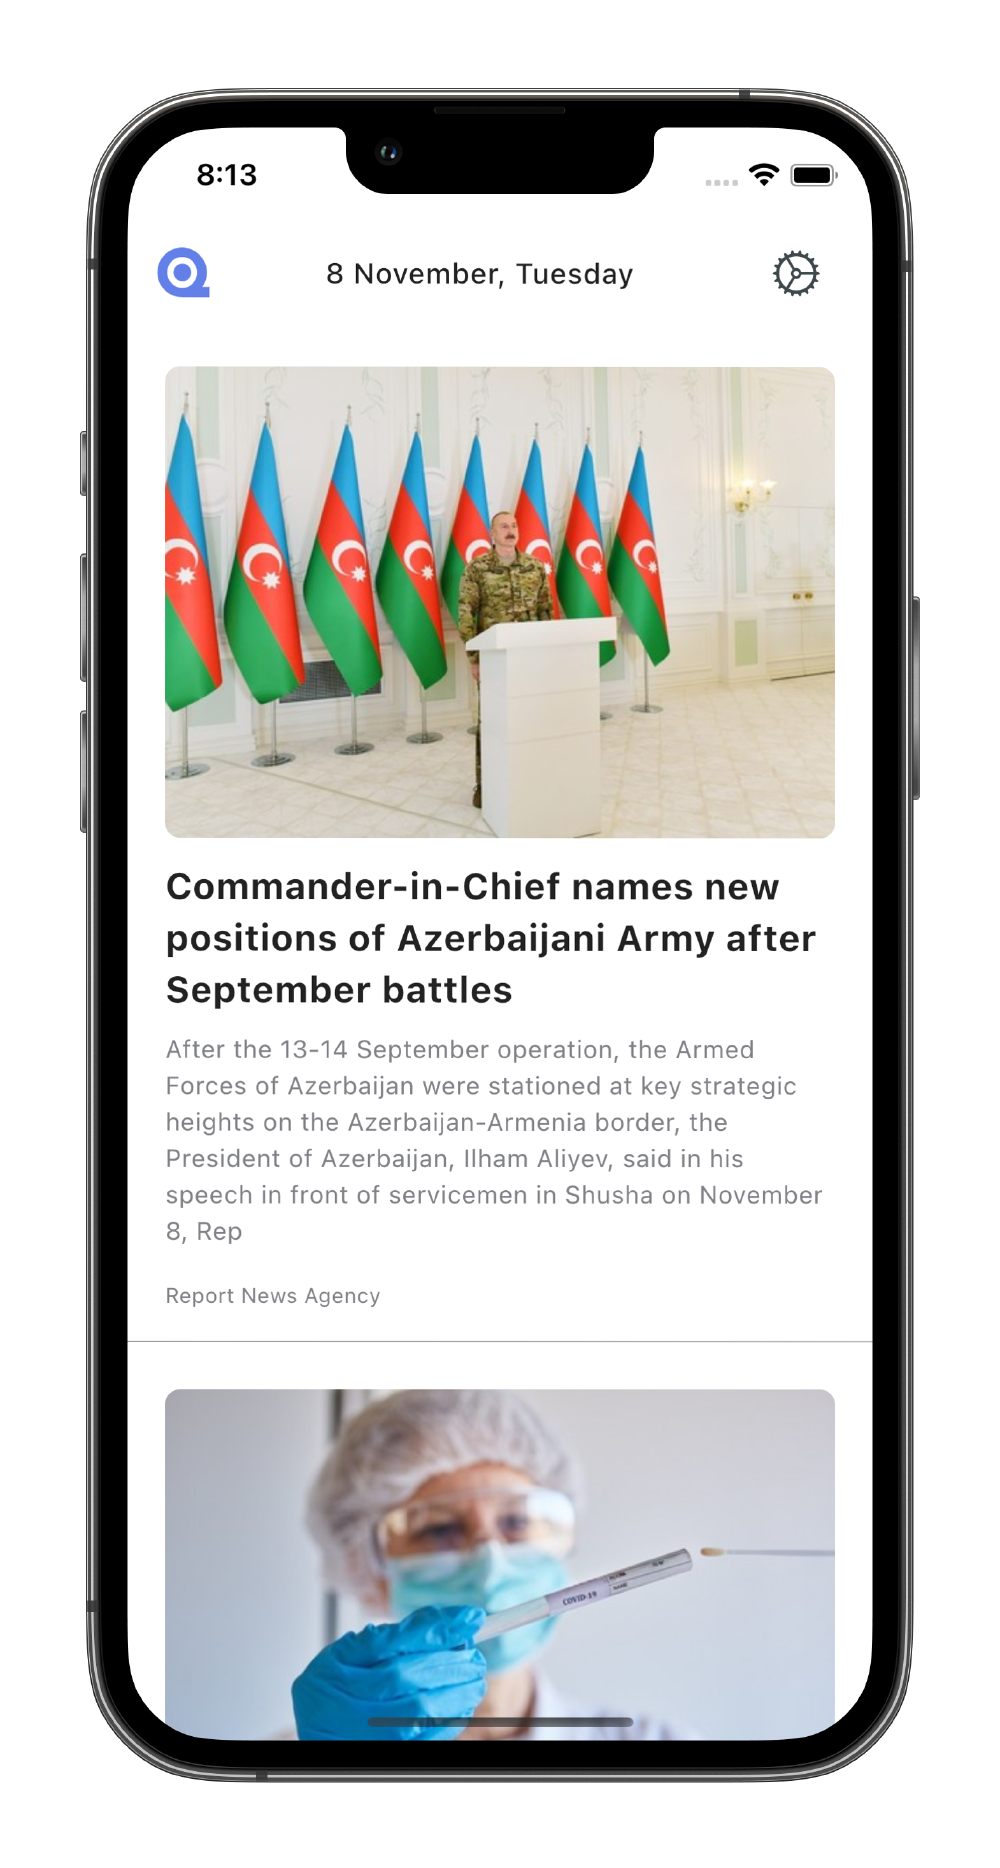 8:13
8 November, Tuesday
Commander-in-Chief names new
positions of Azerbaijani Army after
September battles
After the 13-14 September operation, the Armed
Forces of Azerbaijan were stationed at key strategic
heights on the Azerbaijan-Armenia border, the
President of Azerbaijan, Ilham Aliyev, said in his
speech in front of servicemen in Shusha on November
8, Rep
Report News Agency
COVID-19